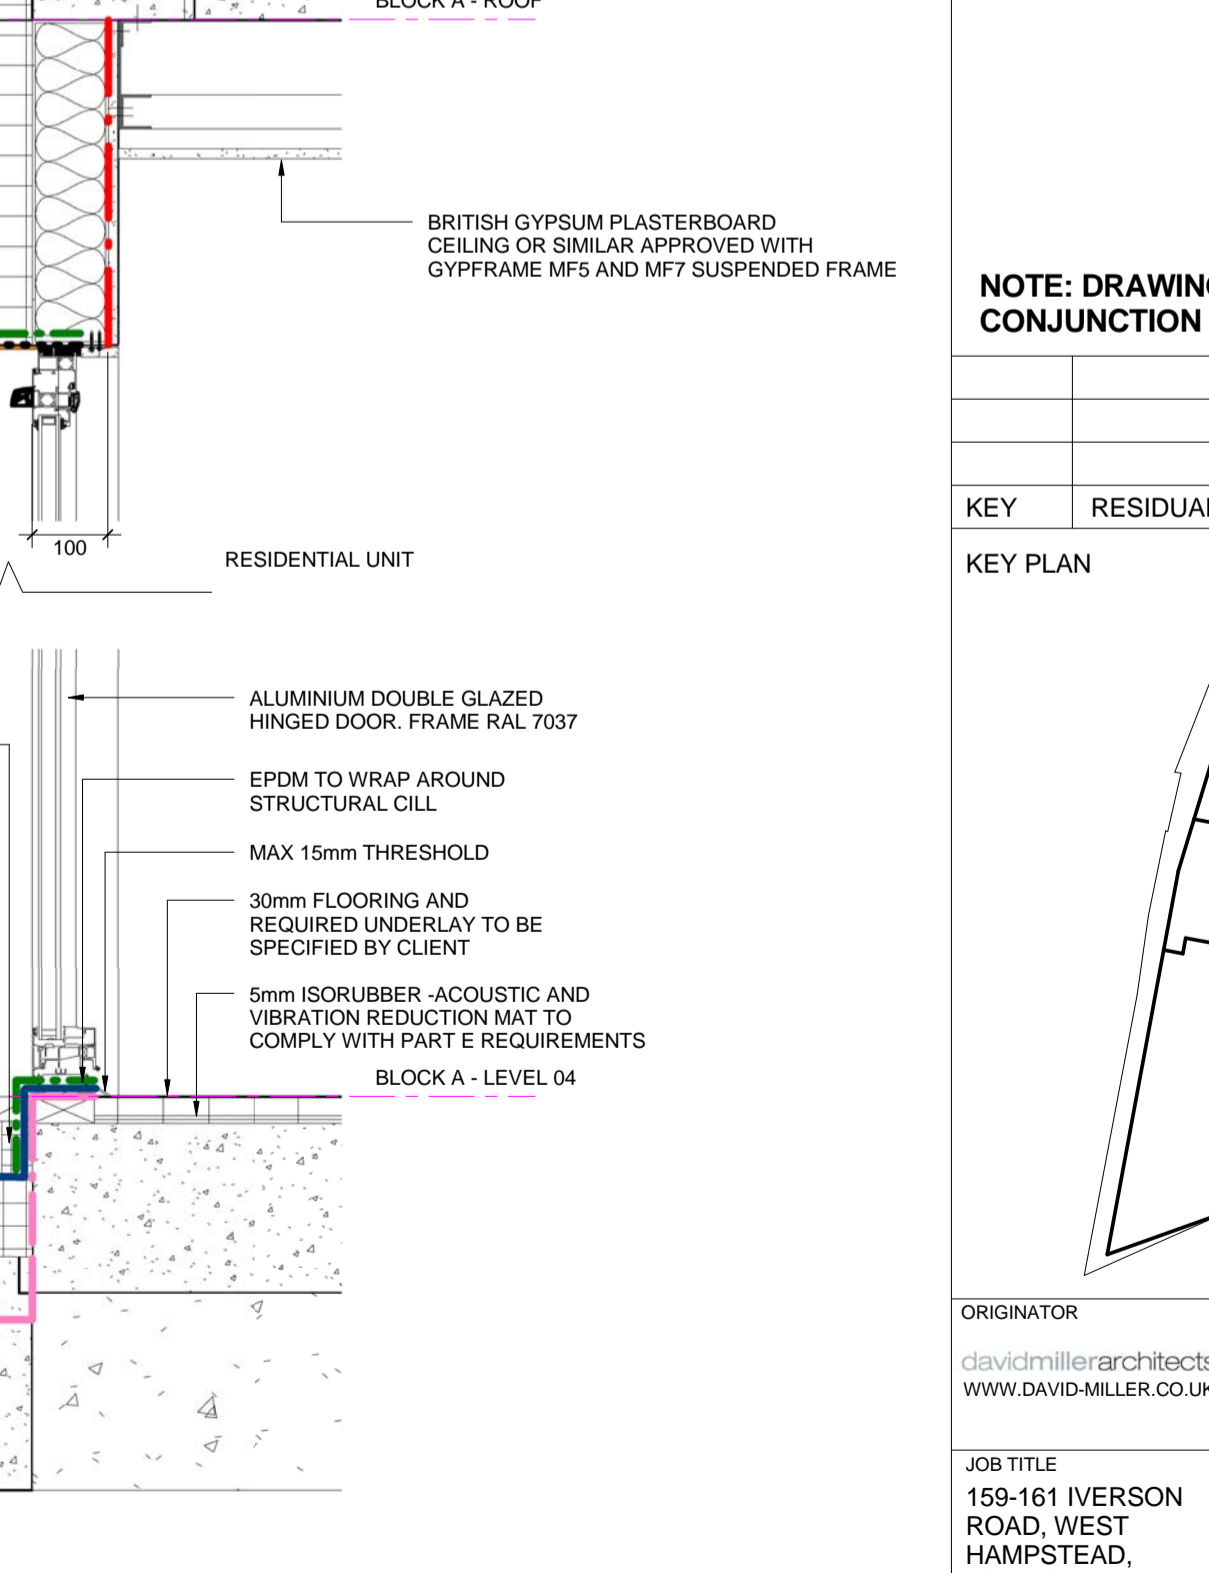 BLOCK A - ROOF
BRITISH GYPSUM PLASTERBOARD
CEILING OR SIMILAR APPROVED WITH
GYPFRAME MF5 AND MF7 SUSPENDED FRAME
100
RESIDENTIAL UNIT
ALUMINIUM DOUBLE GLAZED
HINGED DOOR. FRAME RAL 7037
EPDM TO WRAP AROUND
STRUCTURAL CILL
MAX 15mm THRESHOLD
30mm FLOORING AND
REQUIRED UNDERLAY TO BE
SPECIFIED BY CLIENT
5mm ISORUBBER -ACOUSTIC AND
VIBRATION REDUCTION MAT TO
COMPLY WITH PART E REQUIREMENTS
BLOCK A - LEVEL 04
NOTE: DRAWING
CONJUNCTION
KEY RESIDUAL
KEY PLAN
ORIGINATOR
davidmillerarchitects
WWW.DAVID-MILLER.CO.UK
JOB TITLE
159-161 IVERSON
ROAD, WEST
HAMPSTEAD,